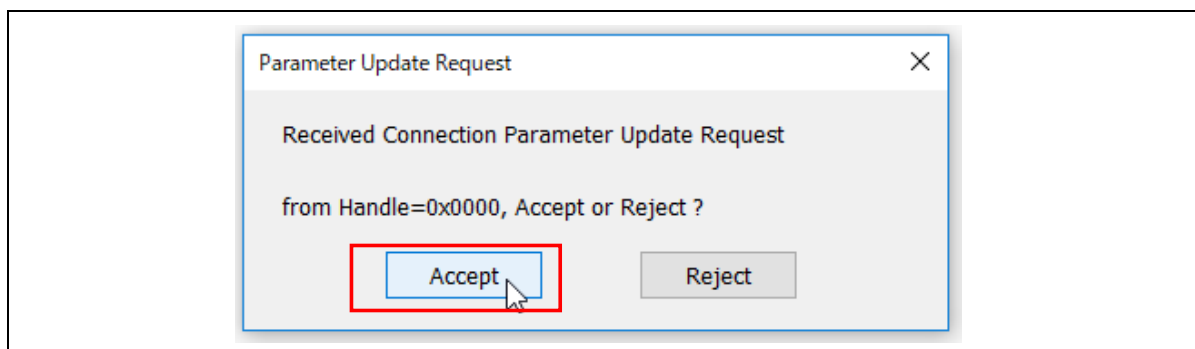 Parameter Update Request
Received Connection Parameter Update Request
from Handle=0x0000, Accept or Reject ?
Accept
Reject